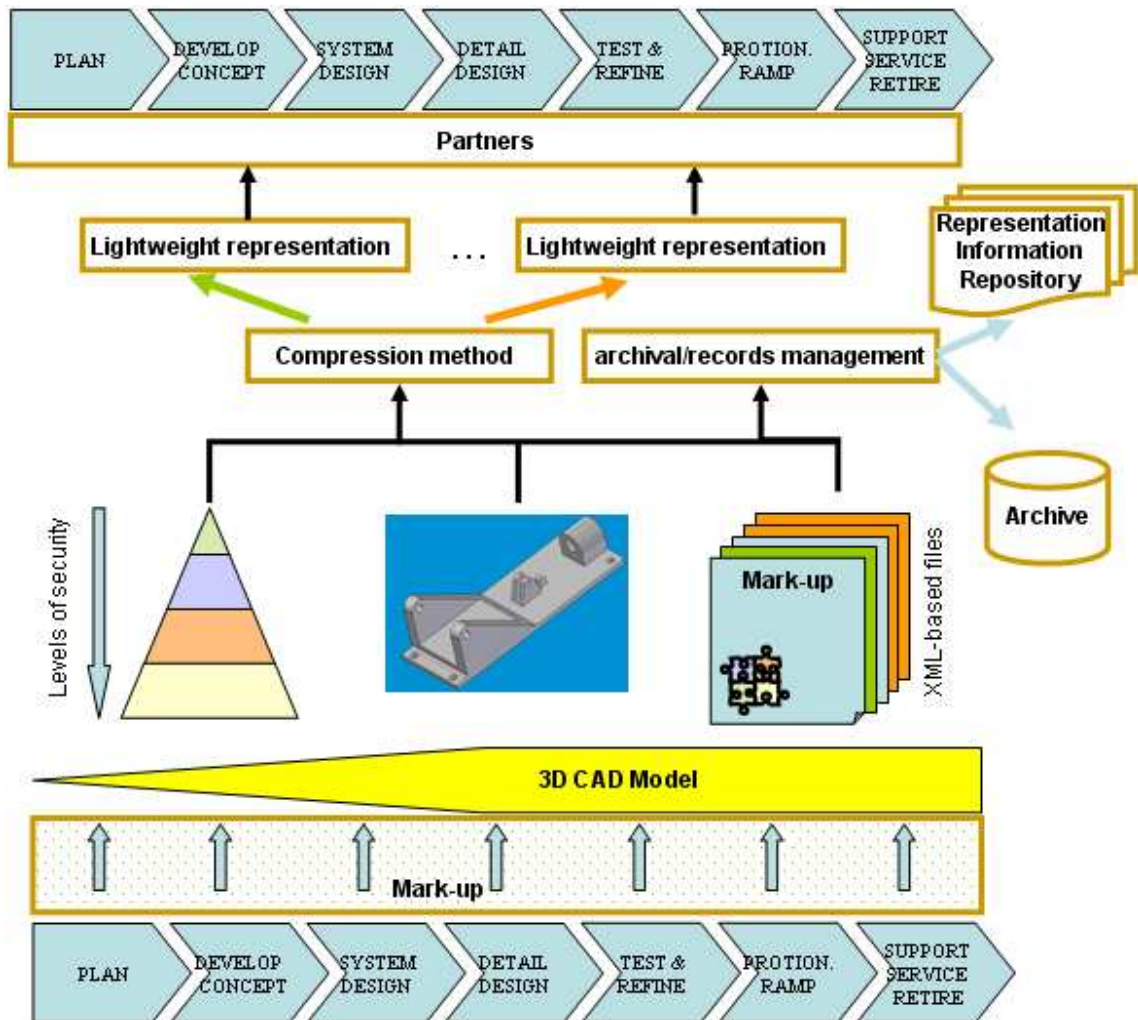 PLAN
DEVELOP
CONCEPT
SYSTEM
DESIGN
DETAIL
DESIGN
TEST &
REFINE
PROTION.
RAMP
SUPPORT
SERVICE
RETIRE
Partners
Lightweight representation
...
Lightweight representation
Representation
Information
Repository
Compression method
archival/records management
Archive
Levels of security
Mark-up
XML-based files
3D CAD Model
Mark-up
PLAN
DEVELOP
CONCEPT
SYSTEM
DESIGN
DETAIL
DESIGN
TEST &
REFINE
PROTION.
RAMP
SUPPORT
SERVICE
RETIRE